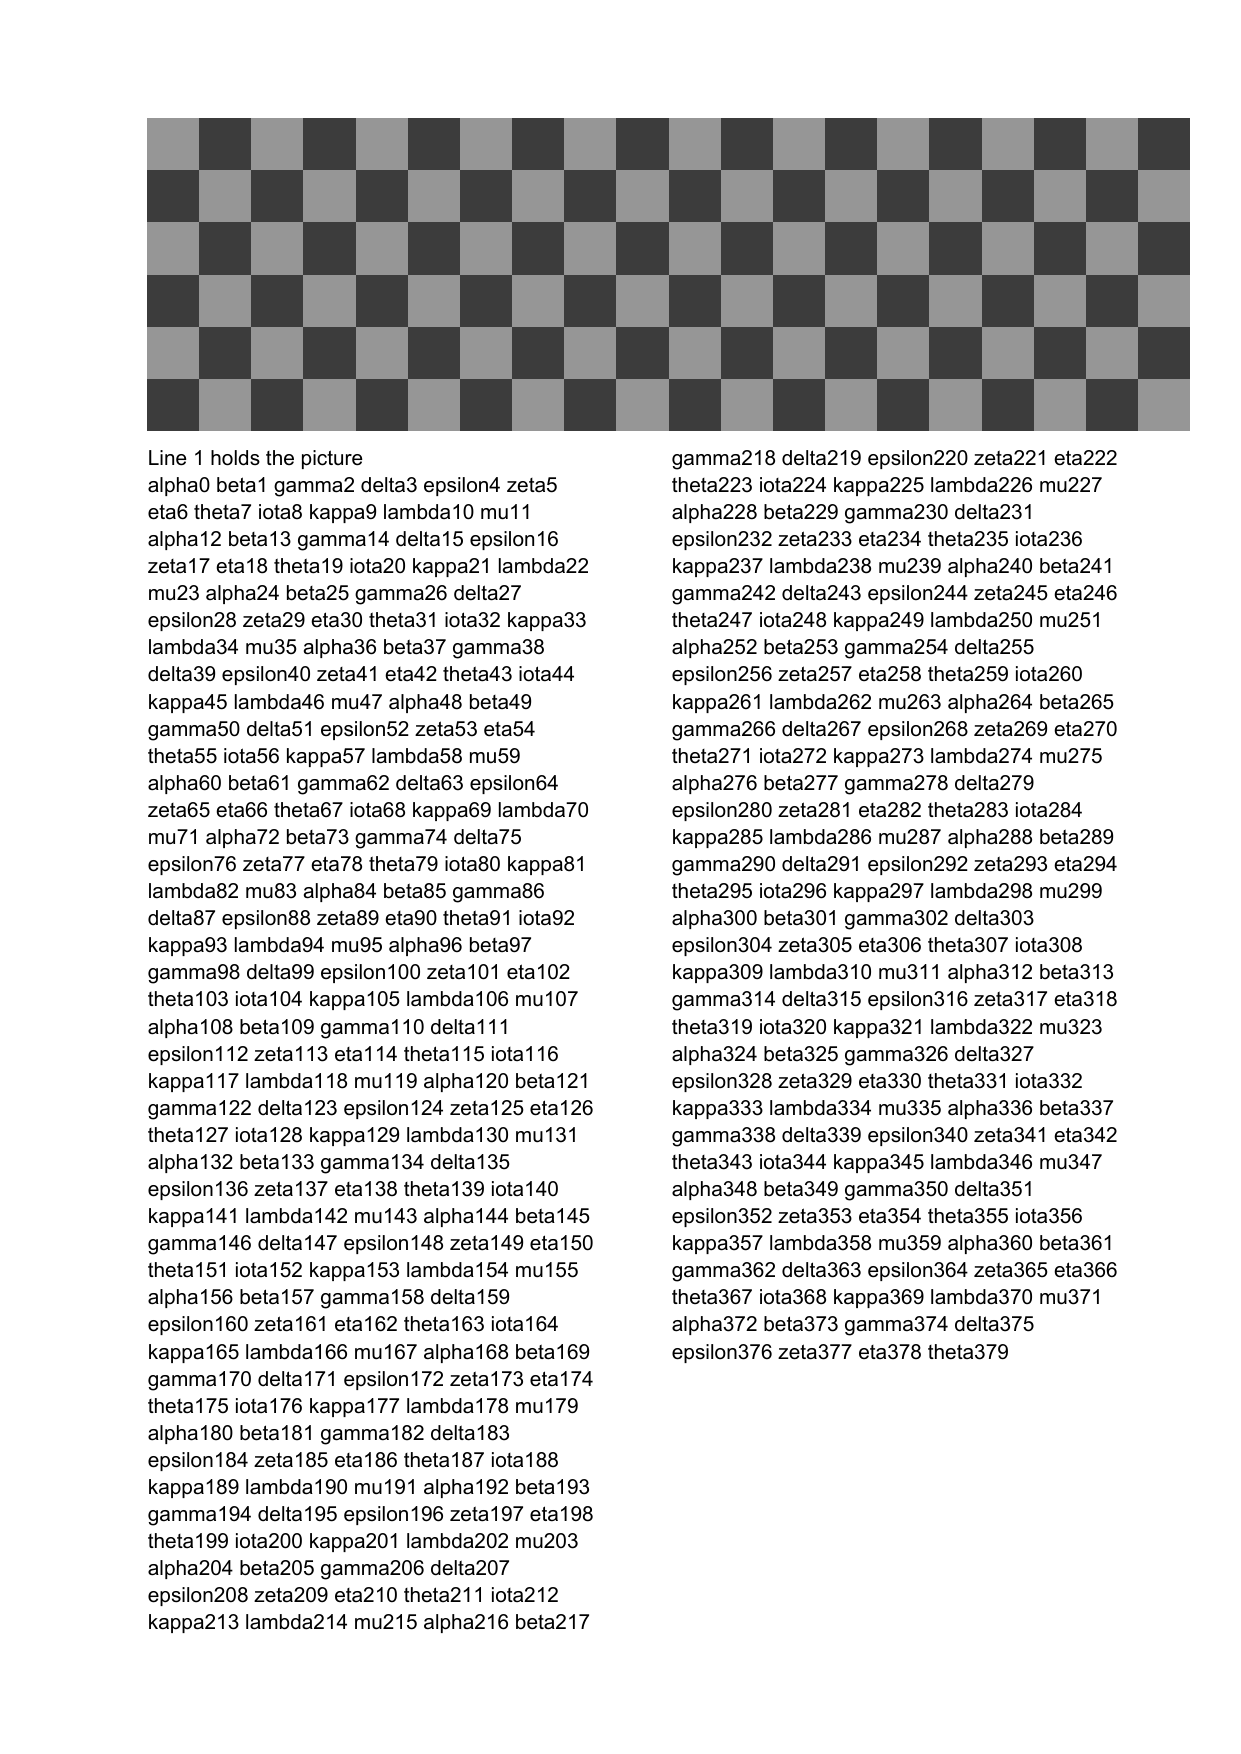 Line 1 holds the picture
alpha0 beta1 gamma2 delta3 epsilon4 zeta5
eta6 theta7 iota8 kappa9 lambda10 mu11
alpha12 beta13 gamma14 delta15 epsilon16
zeta17 eta18 theta19 iota20 kappa21 lambda22
mu23 alpha24 beta25 gamma26 delta27
epsilon28 zeta29 eta30 theta31 iota32 kappa33
lambda34 mu35 alpha36 beta37 gamma38
delta39 epsilon40 zeta41 eta42 theta43 iota44
kappa45 lambda46 mu47 alpha48 beta49
gamma50 delta51 epsilon52 zeta53 eta54
theta55 iota56 kappa57 lambda58 mu59
alpha60 beta61 gamma62 delta63 epsilon64
zeta65 eta66 theta67 iota68 kappa69 lambda70
mu71 alpha72 beta73 gamma74 delta75
epsilon76 zeta77 eta78 theta79 iota80 kappa81
lambda82 mu83 alpha84 beta85 gamma86
delta87 epsilon88 zeta89 eta90 theta91 iota92
kappa93 lambda94 mu95 alpha96 beta97
gamma98 delta99 epsilon100 zeta101 eta102
theta103 iota104 kappa105 lambda106 mu107
alpha108 beta109 gamma110 delta111
epsilon112 zeta113 eta114 theta115 iota116
kappa117 lambda118 mu119 alpha120 beta121
gamma122 delta123 epsilon124 zeta125 eta126
theta127 iota128 kappa129 lambda130 mu131
alpha132 beta133 gamma134 delta135
epsilon136 zeta137 eta138 theta139 iota140
kappa141 lambda142 mu143 alpha144 beta145
gamma146 delta147 epsilon148 zeta149 eta150
theta151 iota152 kappa153 lambda154 mu155
alpha156 beta157 gamma158 delta159
epsilon160 zeta161 eta162 theta163 iota164
kappa165 lambda166 mu167 alpha168 beta169
gamma170 delta171 epsilon172 zeta173 eta174
theta175 iota176 kappa177 lambda178 mu179
alpha180 beta181 gamma182 delta183
epsilon184 zeta185 eta186 theta187 iota188
kappa189 lambda190 mu191 alpha192 beta193
gamma194 delta195 epsilon196 zeta197 eta198
theta199 iota200 kappa201 lambda202 mu203
alpha204 beta205 gamma206 delta207
epsilon208 zeta209 eta210 theta211 iota212
kappa213 lambda214 mu215 alpha216 beta217
gamma218 delta219 epsilon220 zeta221 eta222
theta223 iota224 kappa225 lambda226 mu227
alpha228 beta229 gamma230 delta231
epsilon232 zeta233 eta234 theta235 iota236
kappa237 lambda238 mu239 alpha240 beta241
gamma242 delta243 epsilon244 zeta245 eta246
theta247 iota248 kappa249 lambda250 mu251
alpha252 beta253 gamma254 delta255
epsilon256 zeta257 eta258 theta259 iota260
kappa261 lambda262 mu263 alpha264 beta265
gamma266 delta267 epsilon268 zeta269 eta270
theta271 iota272 kappa273 lambda274 mu275
alpha276 beta277 gamma278 delta279
epsilon280 zeta281 eta282 theta283 iota284
kappa285 lambda286 mu287 alpha288 beta289
gamma290 delta291 epsilon292 zeta293 eta294
theta295 iota296 kappa297 lambda298 mu299
alpha300 beta301 gamma302 delta303
epsilon304 zeta305 eta306 theta307 iota308
kappa309 lambda310 mu311 alpha312 beta313
gamma314 delta315 epsilon316 zeta317 eta318
theta319 iota320 kappa321 lambda322 mu323
alpha324 beta325 gamma326 delta327
epsilon328 zeta329 eta330 theta331 iota332
kappa333 lambda334 mu335 alpha336 beta337
gamma338 delta339 epsilon340 zeta341 eta342
theta343 iota344 kappa345 lambda346 mu347
alpha348 beta349 gamma350 delta351
epsilon352 zeta353 eta354 theta355 iota356
kappa357 lambda358 mu359 alpha360 beta361
gamma362 delta363 epsilon364 zeta365 eta366
theta367 iota368 kappa369 lambda370 mu371
alpha372 beta373 gamma374 delta375
epsilon376 zeta377 eta378 theta379